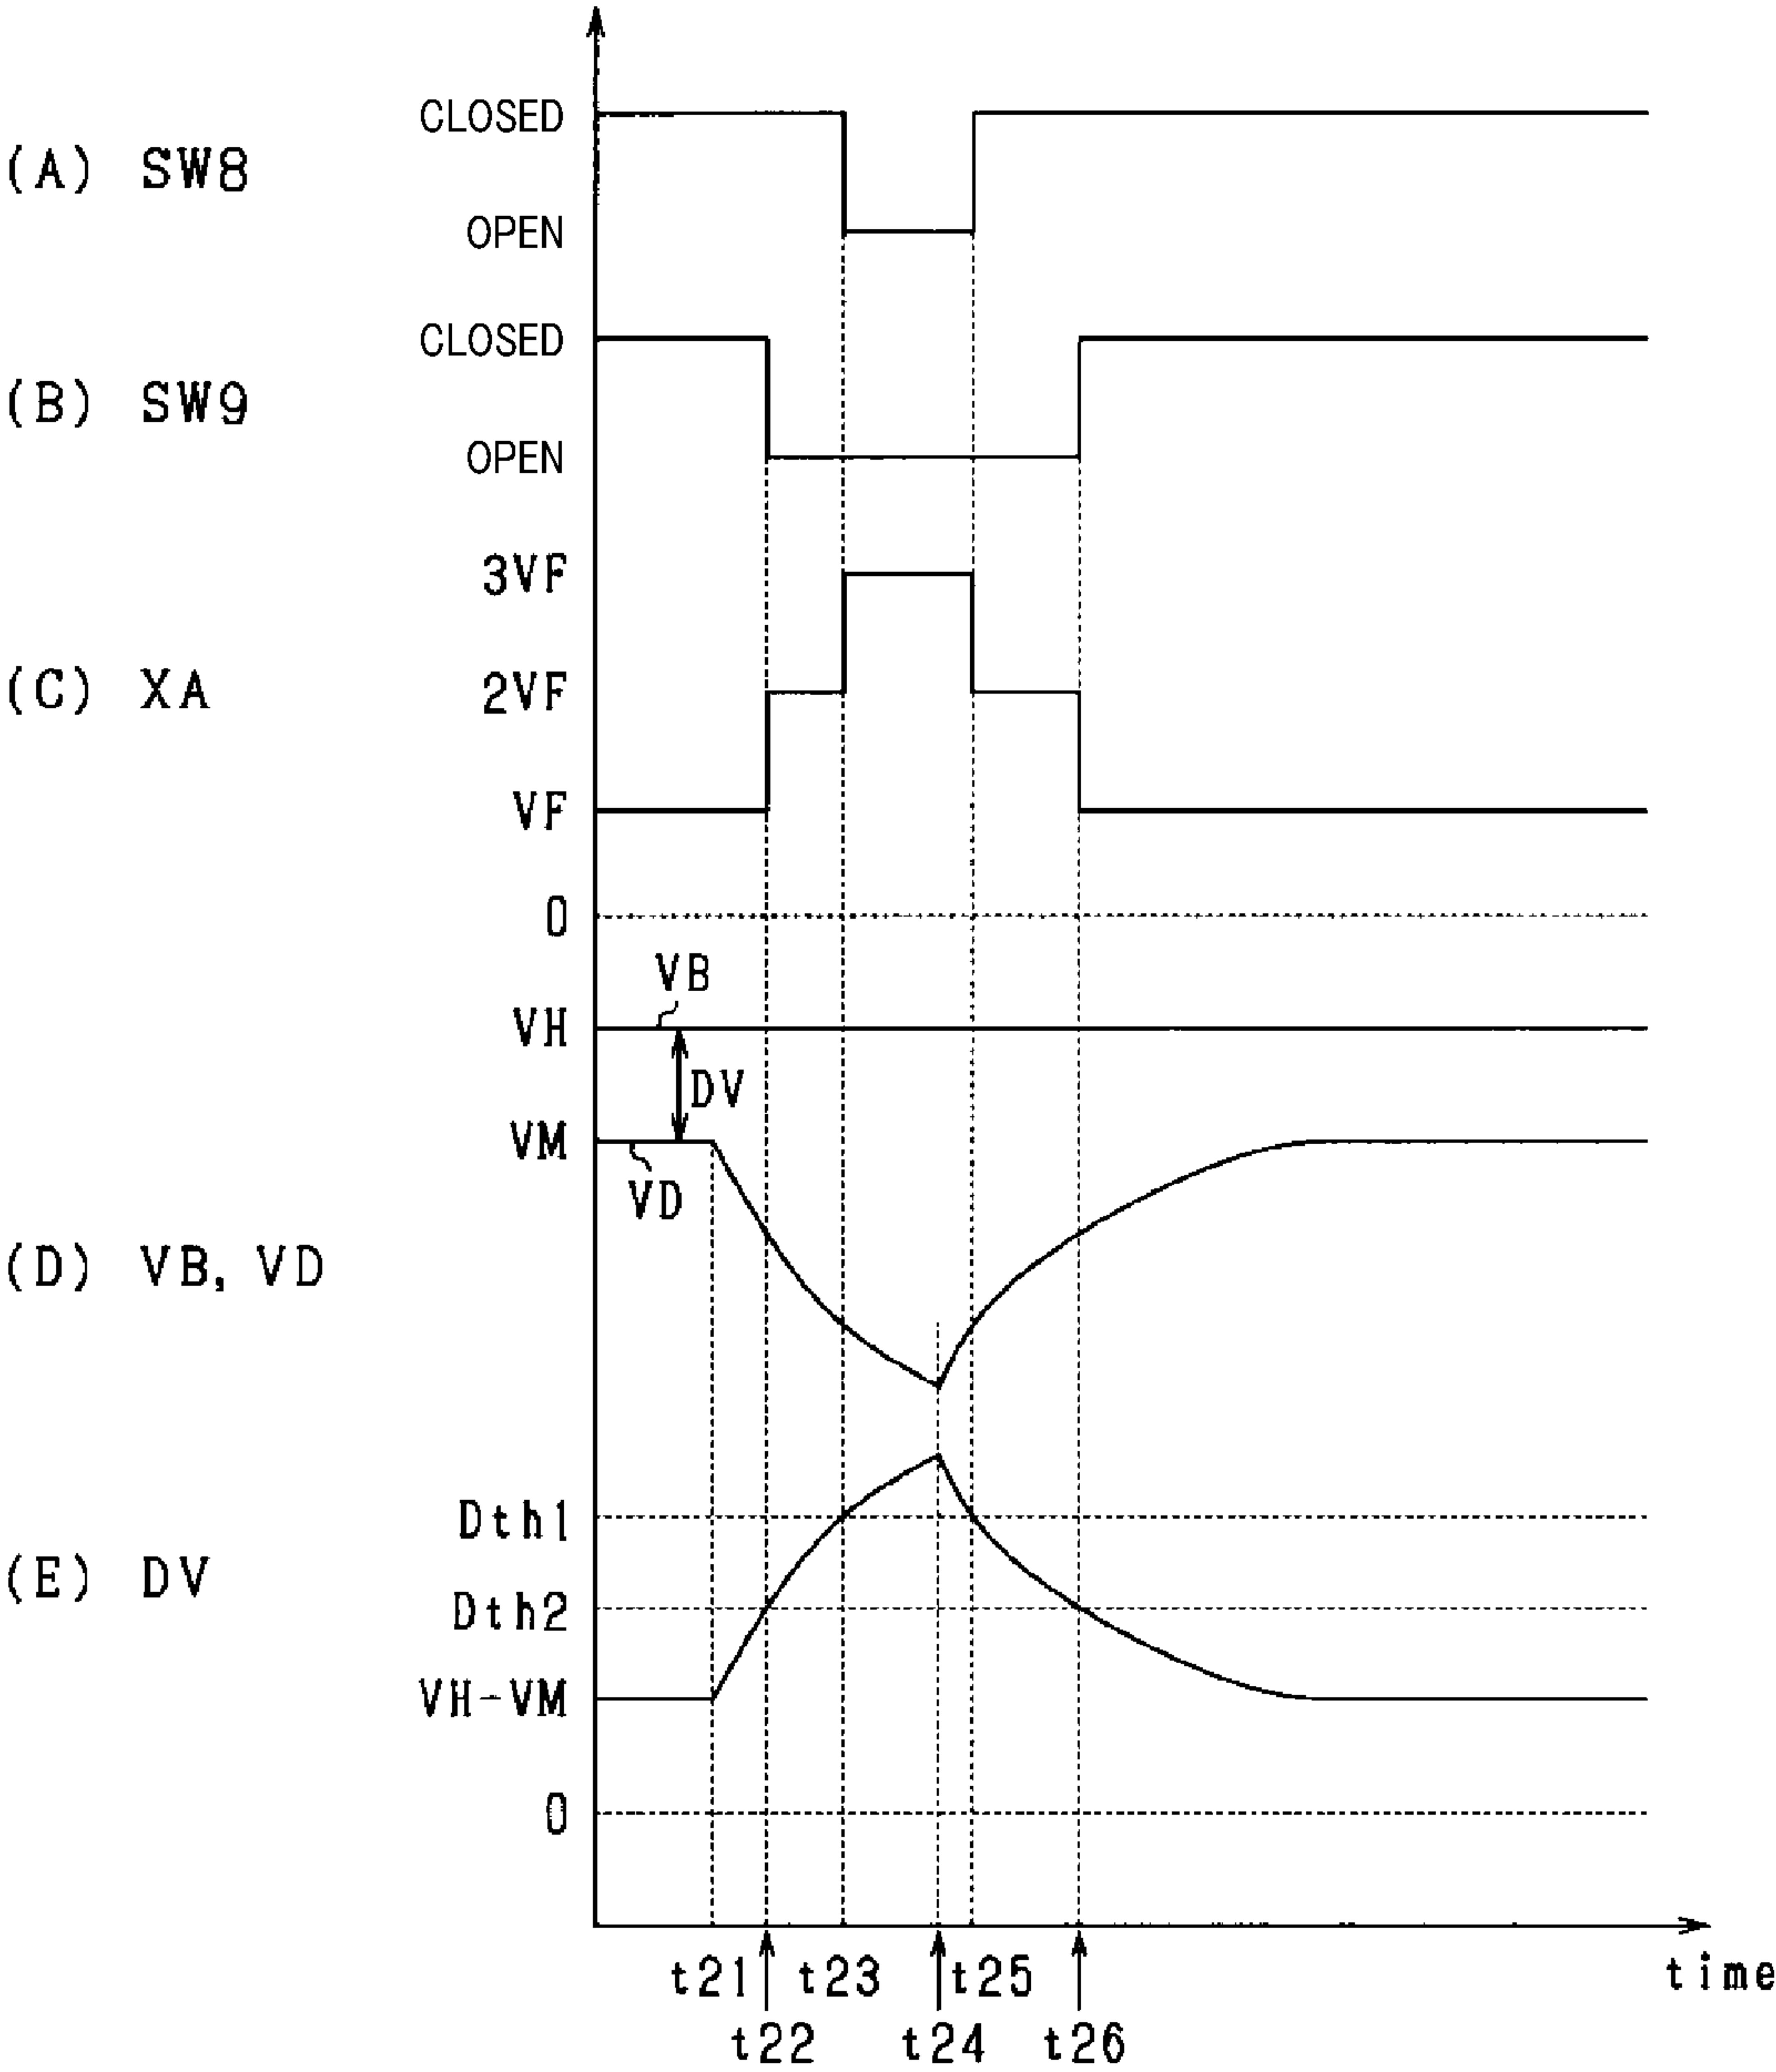 CLOSED
(A) SW8
OPEN
CLOSED
(B) SW9
OPEN
3VF
(C) XA
2VF
VF
0
VB
VH
DV
VM
VD
(D) VB, VD
Dth1
(E) DV
Dth2
VH-VM
0
t21 t23 t25 time
t22 t24 t26